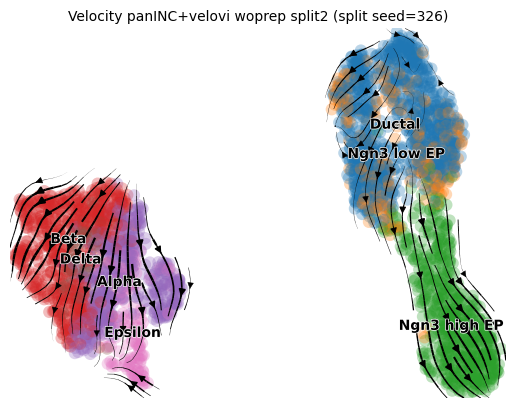 Velocity panINC+velovi woprep split2 (split seed=326)
Ductal
Ngn3 low EP
Beta
Delta
Alpha
Ngn3 high EP
Epsilon